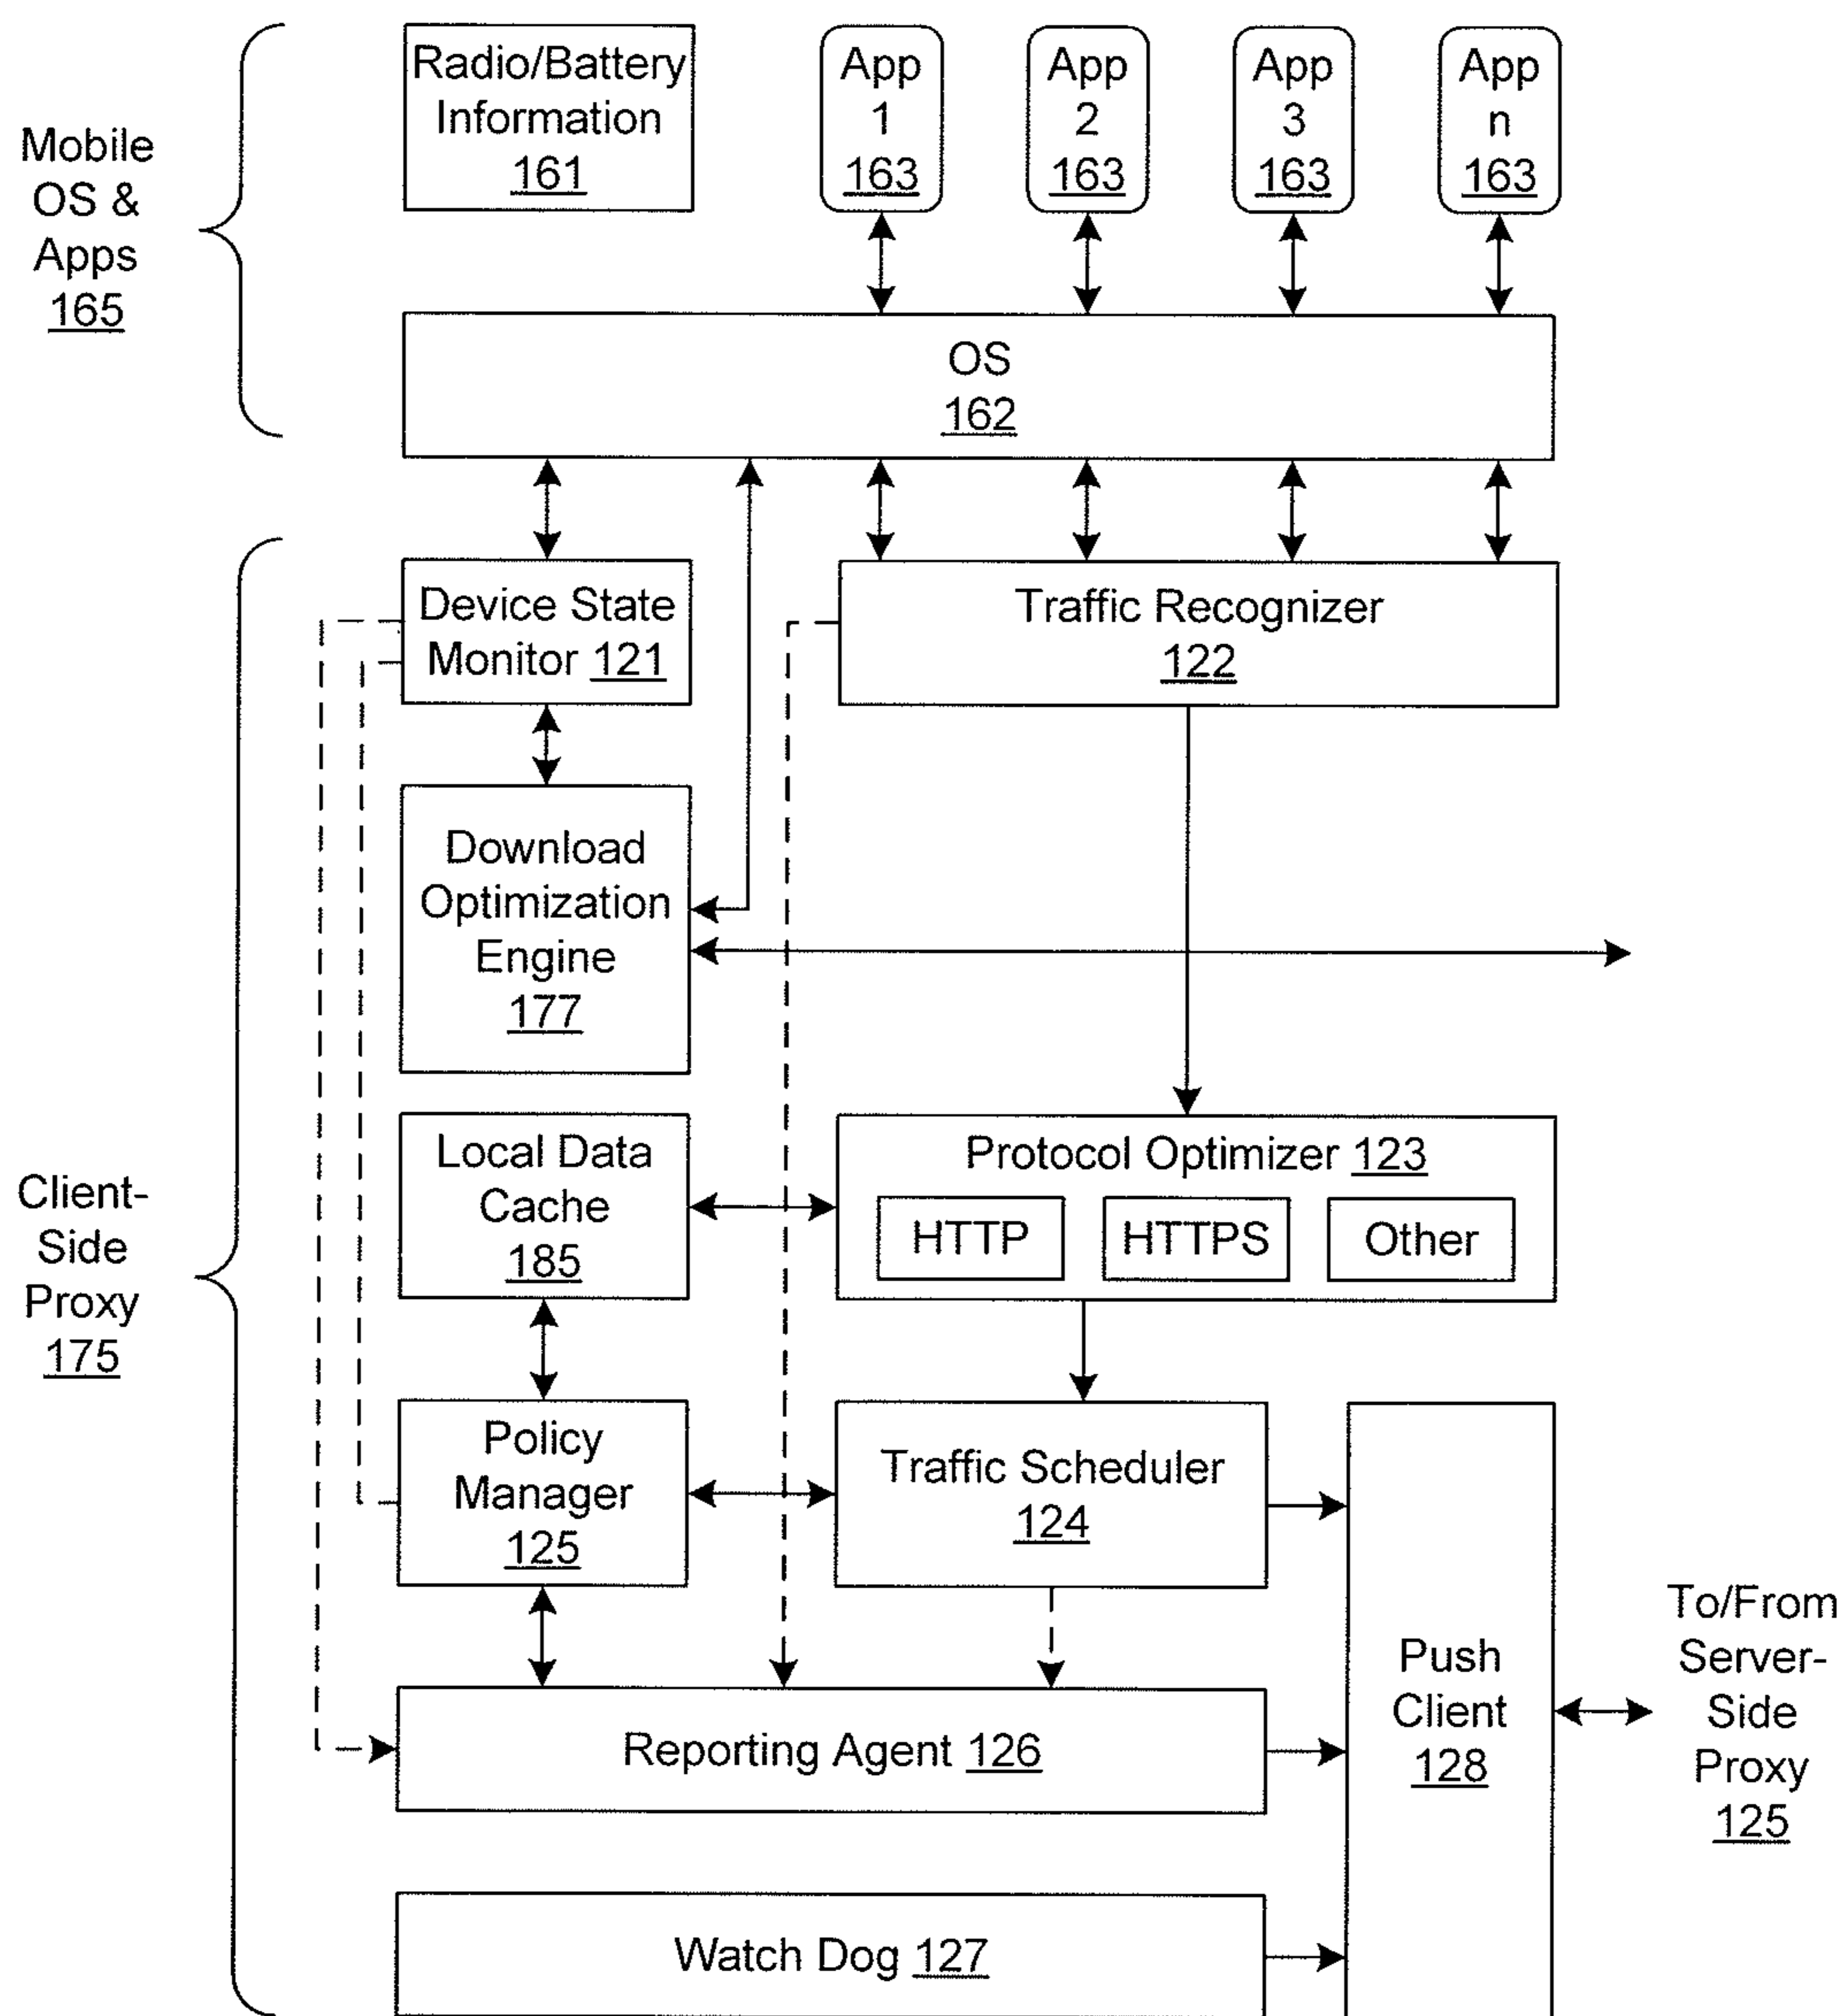 Mobile
OS &
Apps
165
Radio/Battery
Information
161
App
1
163
App
2
163
App
3
163
App
n
163
OS
162
Client-
Side
Proxy
175
Device State
Monitor 121
Traffic Recognizer
122
Download
Optimization
Engine
177
Local Data
Cache
185
Protocol Optimizer 123
HTTP
HTTPS
Other
Policy
Manager
125
Traffic Scheduler
124
Reporting Agent 126
Watch Dog 127
Push
Client
128
To/From
Server-
Side
Proxy
125